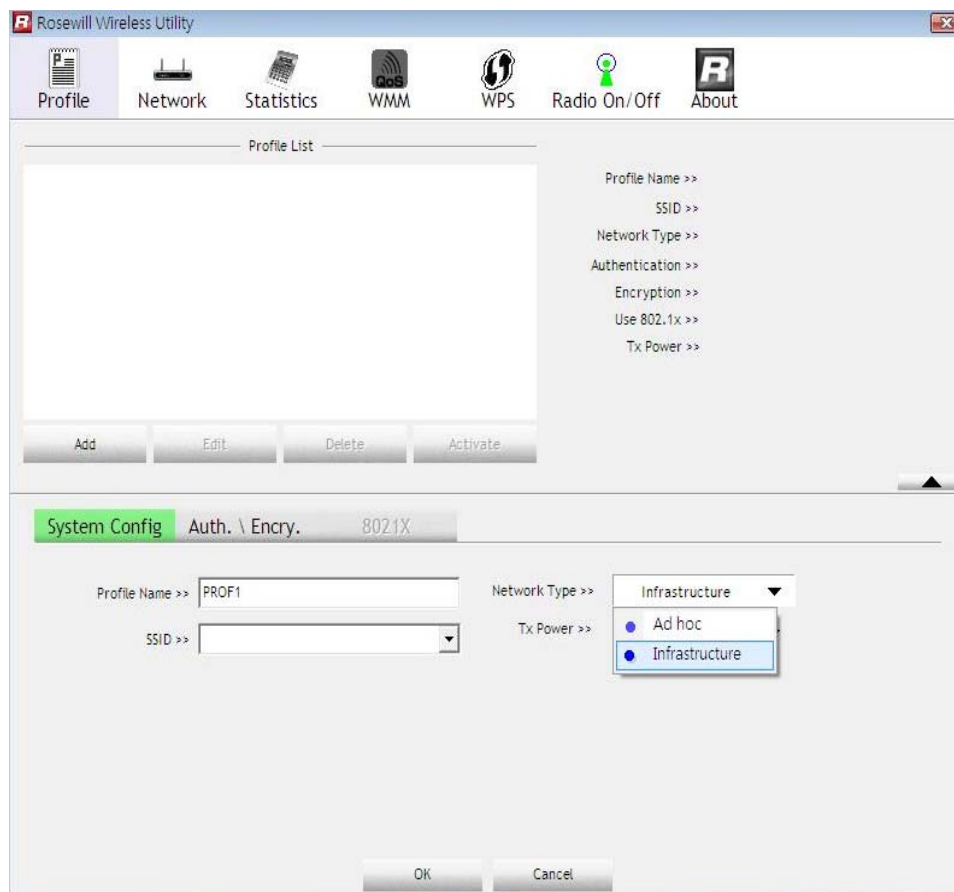 R Rosewill Wireless Utility
Profile Network Statistics WMM WPS Radio On/Off About
P
QoS
R
Profile List
Profile Name >>
SSID >>
Network Type >>
Authentication >>
Encryption >>
Use 802.1x >>
Tx Power >>
Add Edit Delete Activate
System Config Auth. \ Encry. 8021X
Profile Name >> PROF1 Network Type >> Infrastructure
SSID >> Tx Power >>
Ad hoc
Infrastructure
OK Cancel